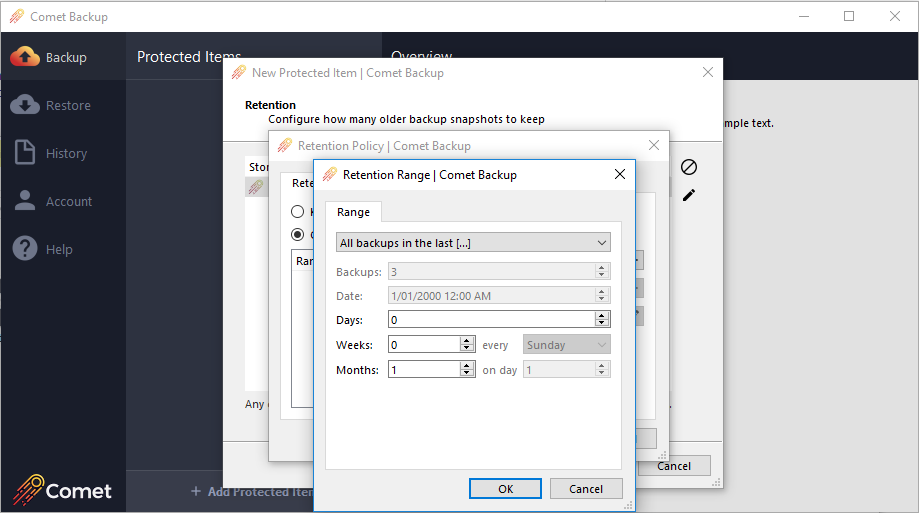 Comet Backup
Backup
Restore
History
Account
Help
Comet
Protected Items
Overview
New Protected Item | Comet Backup
Retention
Configure how many older backup snapshots to keep
mple text.
Retention Policy | Comet Backup
Retention Range | Comet Backup
Range
All backups in the last [...]
Backups: 3
Date: 1/01/2000 12:00 AM
Days: 0
Weeks: 0 every Sunday
Months: 1 on day 1
OK Cancel
Any
Cancel
+ Add Protected Item